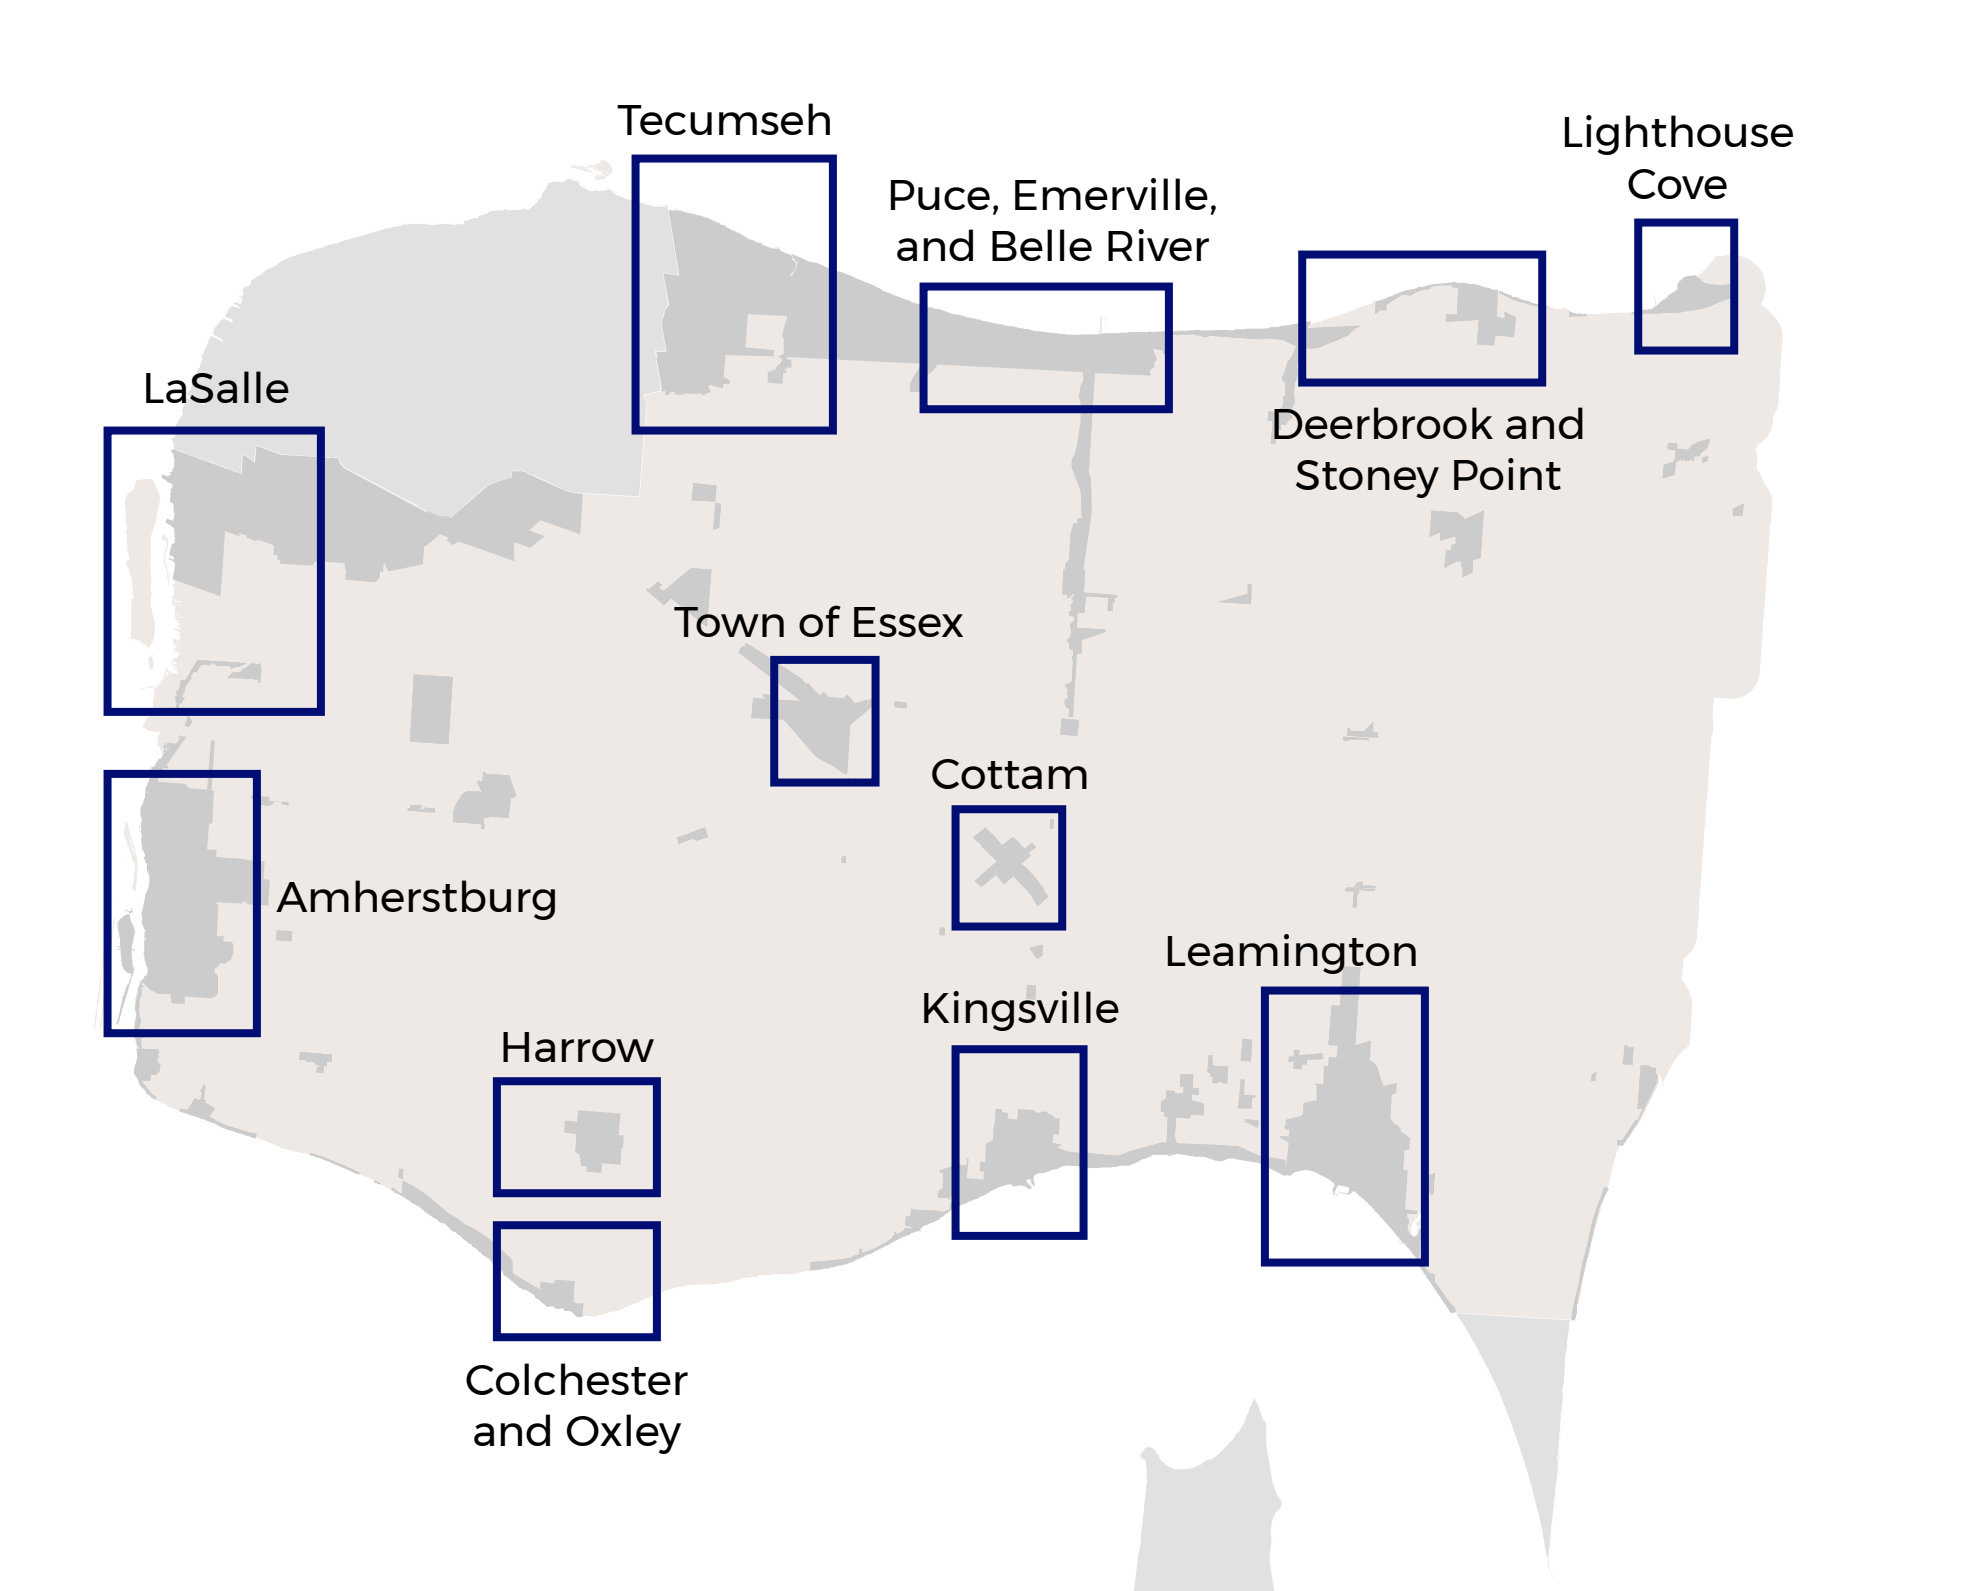 Tecumseh
Lighthouse
Cove
Puce, Emerville,
and Belle River
LaSalle
Deerbrook and
Stoney Point
Town of Essex
Cottam
Amherstburg
Leamington
Kingsville
Harrow
Colchester
and Oxley